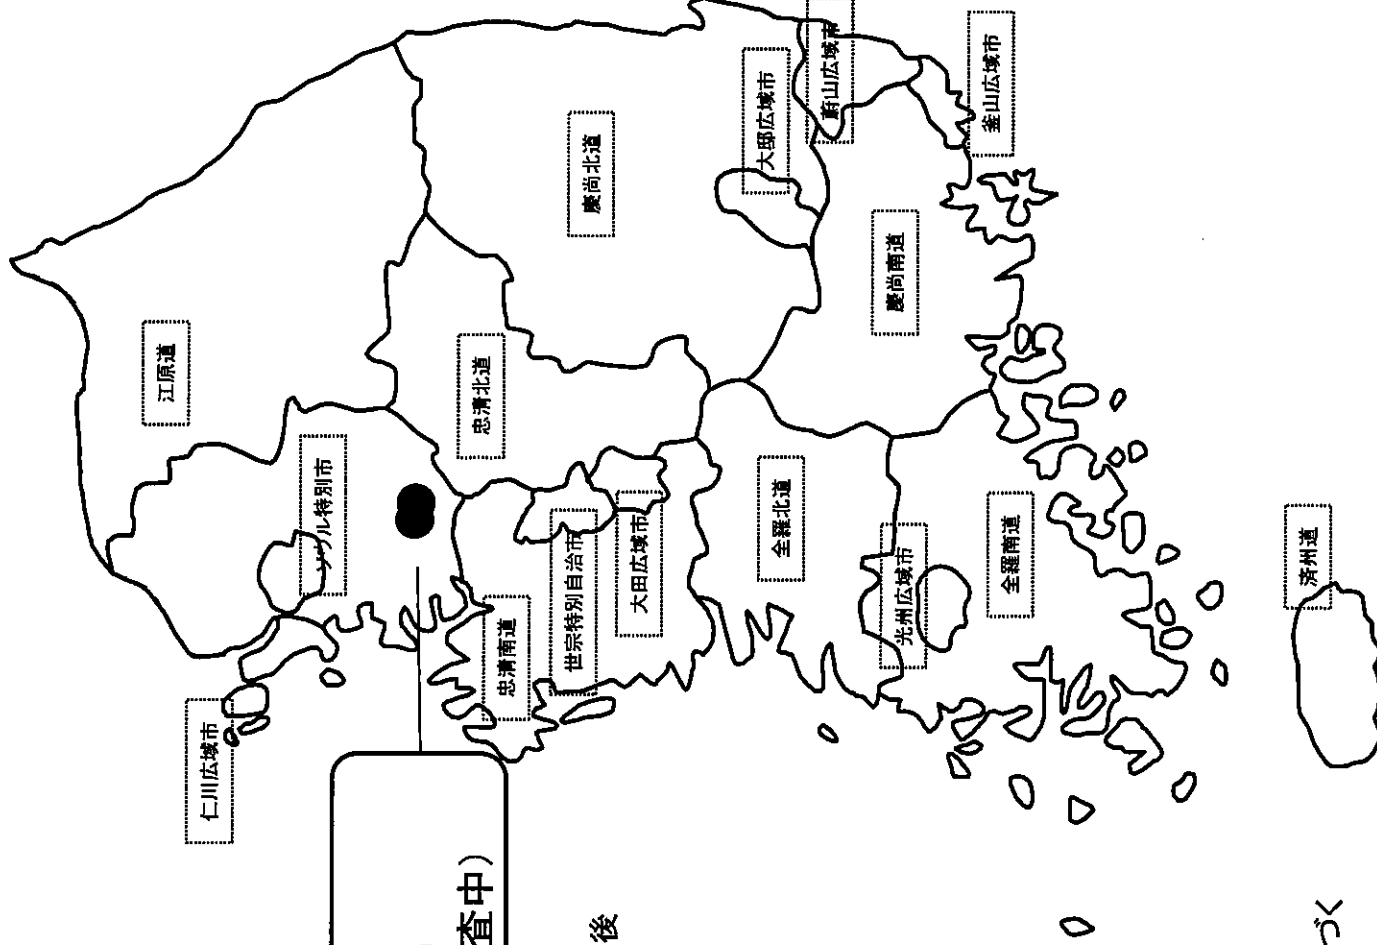 江原道
ソウル特別市
仁川広域市
忠清北道
忠清南道
世宗特別自治市
大田広域市
慶尚北道
大邱広域市
蔚山広域市
釜山広域市
慶尚南道
全羅北道
光州広域市
全羅南道
済州道
査中）
後
づく